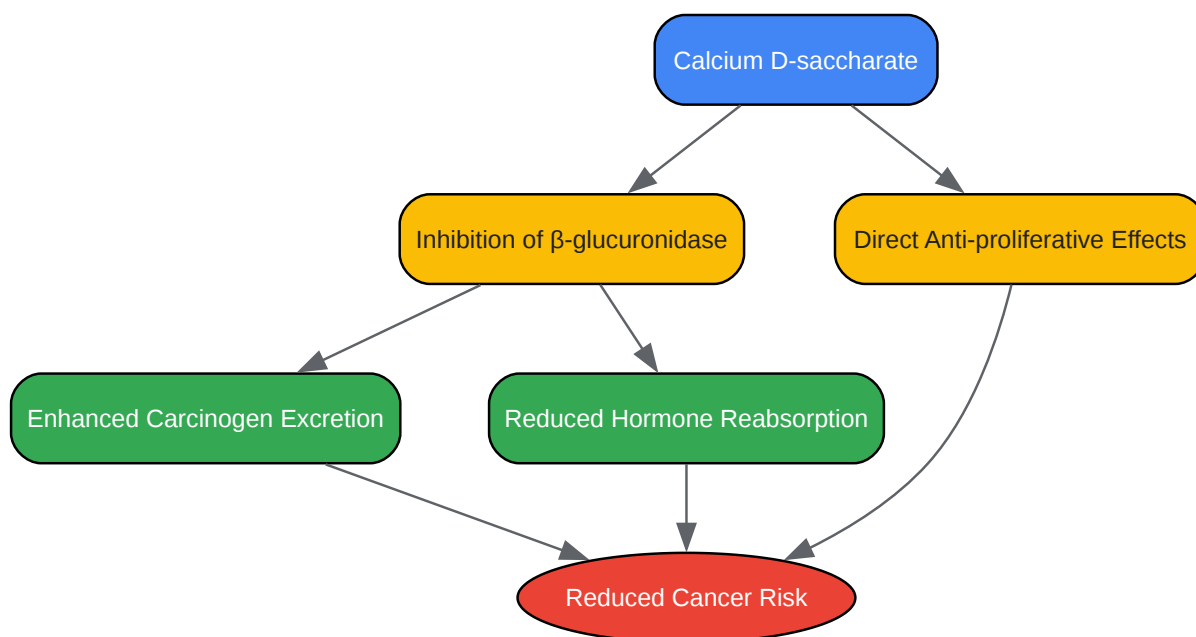 Calcium D-saccharate
Inhibition of β-glucuronidase
Direct Anti-proliferative Effects
Enhanced Carcinogen Excretion
Reduced Hormone Reabsorption
Reduced Cancer Risk